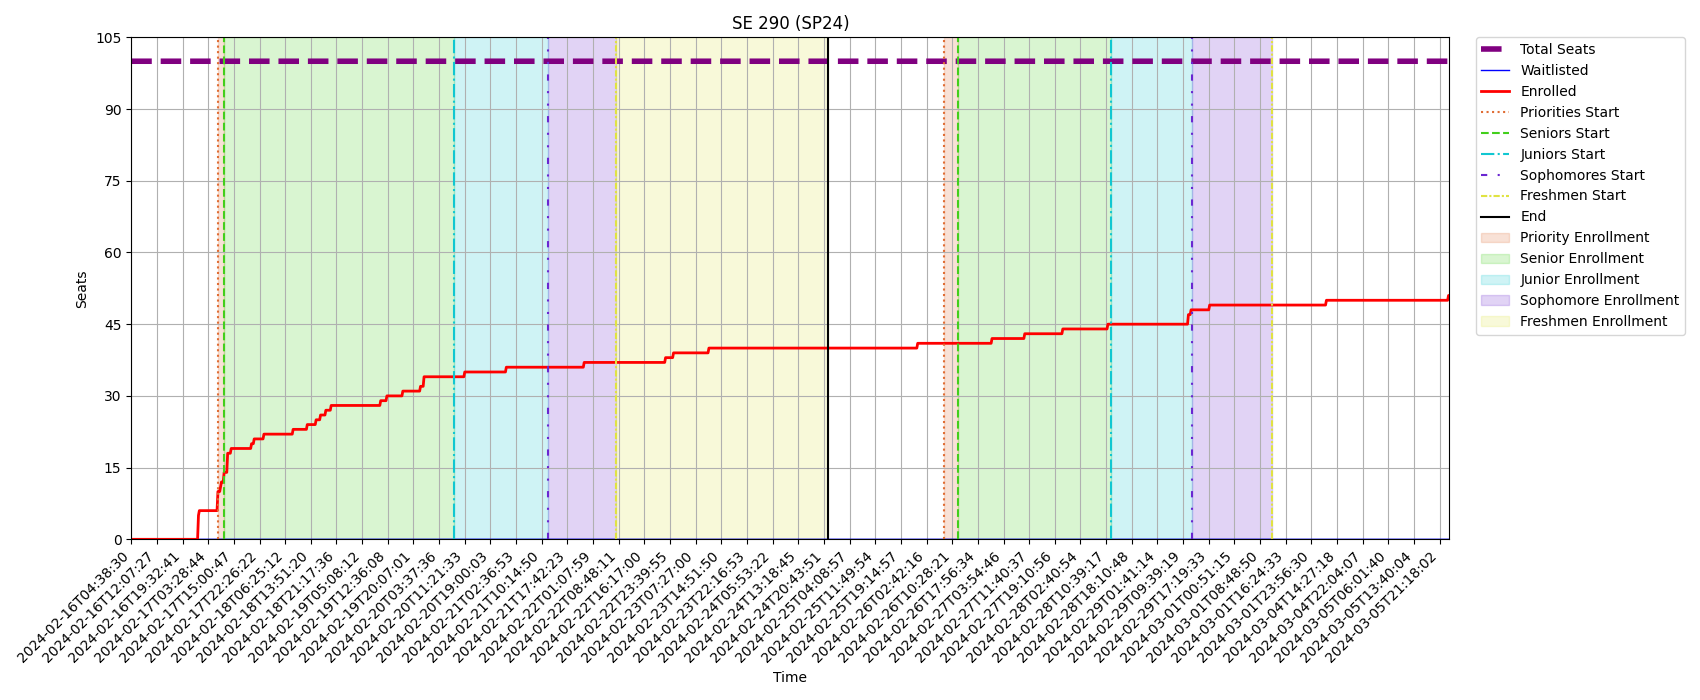 SE 290 (SP24)
105
90
75
60
45
30
15
0
Seats
2024-02-16T04:38:30
2024-02-16T12:07:27
2024-02-16T19:32:41
2024-02-17T03:28:44
2024-02-17T15:00:47
2024-02-17T22:26:22
2024-02-18T06:25:12
2024-02-18T13:51:20
2024-02-18T21:17:36
2024-02-19T05:08:12
2024-02-19T12:36:08
2024-02-19T20:07:01
2024-02-20T03:37:36
2024-02-20T11:21:33
2024-02-20T19:00:03
2024-02-21T02:36:53
2024-02-21T10:14:50
2024-02-21T17:42:23
2024-02-22T01:07:59
2024-02-22T08:48:11
2024-02-22T16:17:00
2024-02-22T23:39:55
2024-02-23T07:27:00
2024-02-23T14:51:50
2024-02-23T22:16:53
2024-02-24T05:53:22
2024-02-24T13:18:45
2024-02-24T20:43:51
2024-02-25T04:08:57
2024-02-25T11:49:54
2024-02-25T19:14:57
2024-02-26T02:42:16
2024-02-26T10:28:21
2024-02-26T17:56:34
2024-02-27T03:54:46
2024-02-27T11:40:37
2024-02-27T19:10:56
2024-02-28T02:40:54
2024-02-28T10:39:17
2024-02-28T18:10:48
2024-02-29T01:41:14
2024-02-29T09:39:19
2024-02-29T17:19:33
2024-03-01T00:51:15
2024-03-01T08:48:50
2024-03-01T16:24:33
2024-03-01T23:56:30
2024-03-04T14:27:18
2024-03-04T22:04:07
2024-03-05T06:01:40
2024-03-05T13:40:04
2024-03-05T21:18:02
Time
Total Seats
Waitlisted
Enrolled
Priorities Start
Seniors Start
Juniors Start
Sophomores Start
Freshmen Start
End
Priority Enrollment
Senior Enrollment
Junior Enrollment
Sophomore Enrollment
Freshmen Enrollment